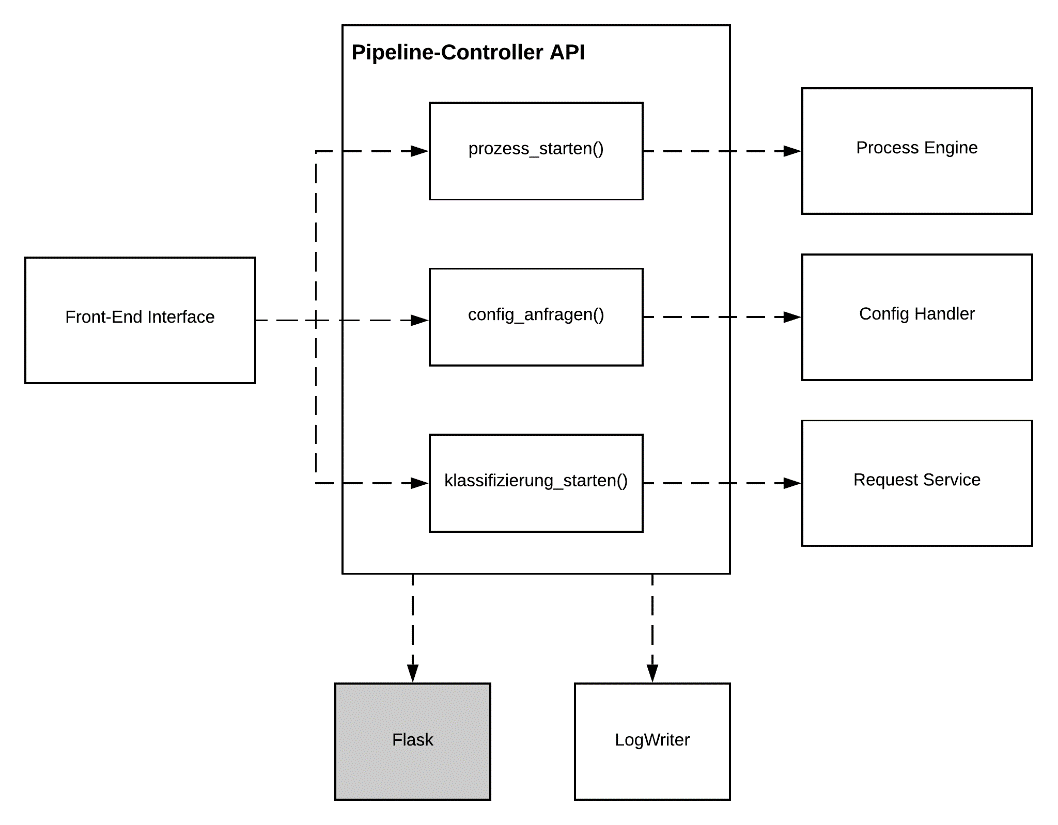 Pipeline-Controller API
prozess_starten()
Process Engine
Front-End Interface
config_anfragen()
Config Handler
klassifizierung_starten()
Request Service
Flask
LogWriter